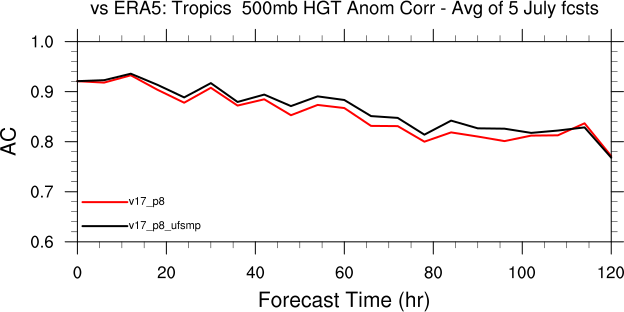 vs ERA5: Tropics  500mb HGT Anom Corr - Avg of 5 July fcsts
1.0
0.9
0.8
0.7
0.6
AC
v17_p8
v17_p8_ufsmp
0 20 40 60 80 100 120
Forecast Time (hr)